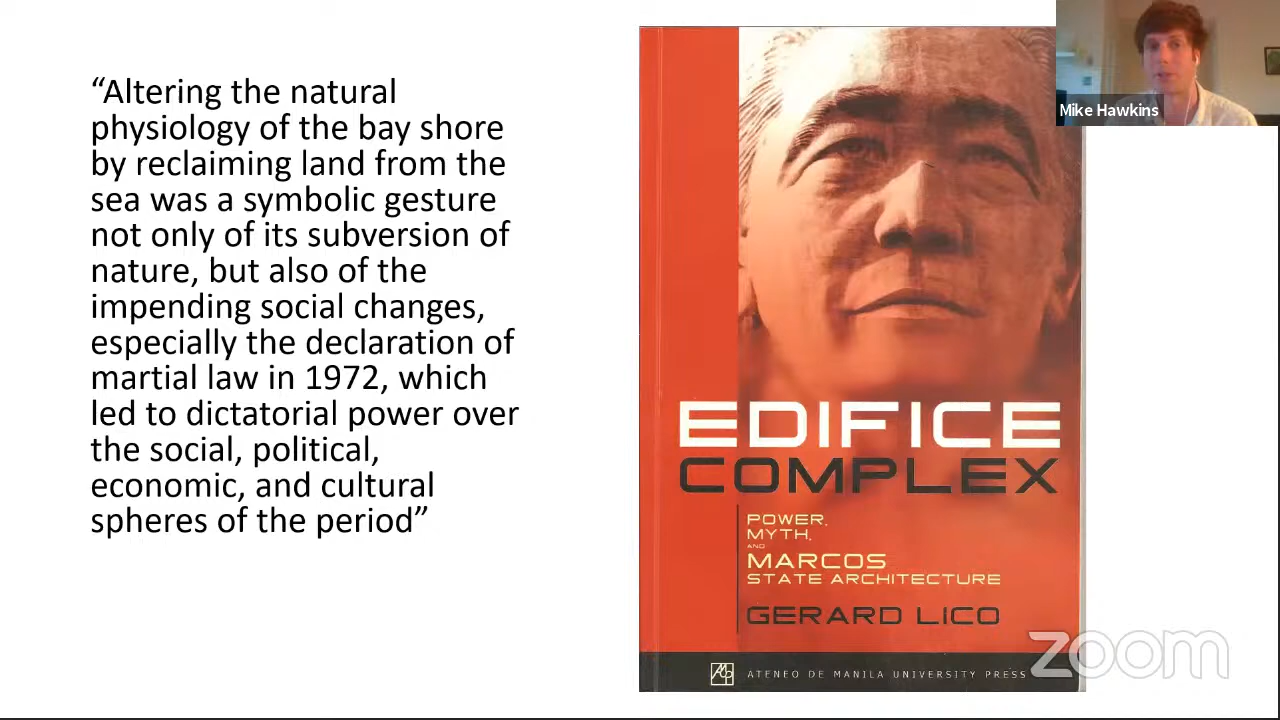 “Altering the natural
physiology of the bay shore
by reclaiming land from the
sea was a symbolic gesture
not only of its subversion of
nature, but also of the
impending social changes,
especially the declaration of
martial law in 1972, which
led to dictatorial power over
the social, political,
economic, and cultural
spheres of the period”
Mike Hawkins
EDIFICE
COMPLEX
POWER,
MYTH,
AND
MARCOS
STATE ARCHITECTURE
GERARD LICO
ATENEO DE MANILA UNIVERSITY PRESS
zoom